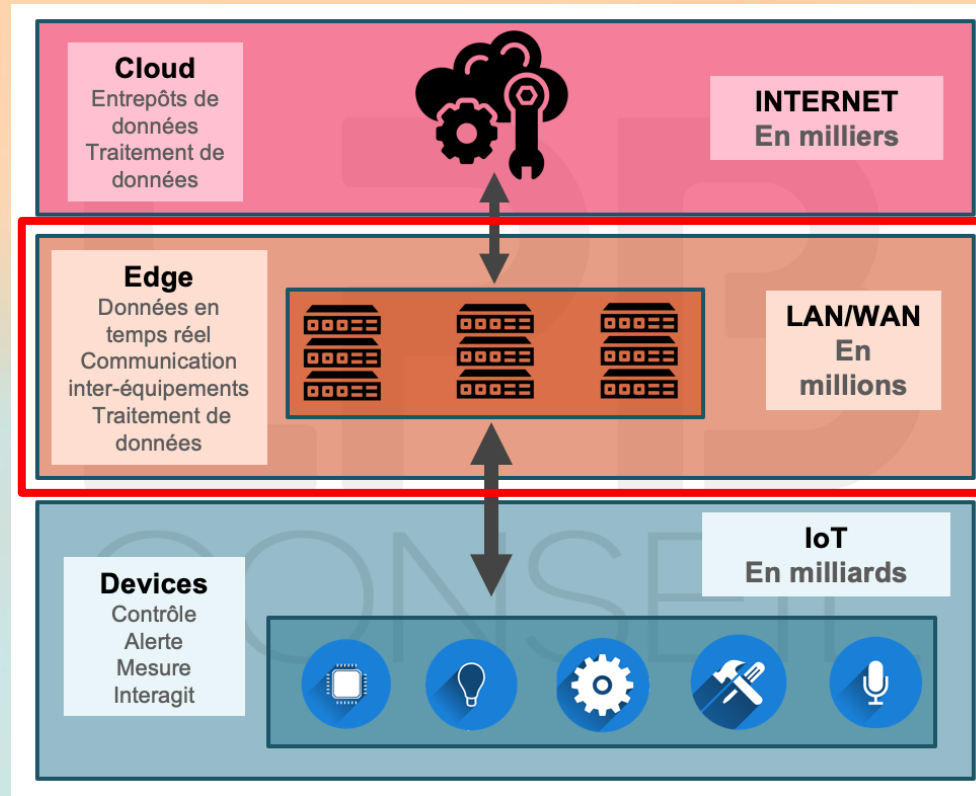 Cloud
Entrepôts de
données
Traitement de
données
INTERNET
En milliers
Edge
Données en
temps réel
Communication
inter-équipements
Traitement de
données
LAN/WAN
En
millions
Devices
Contrôle
Alerte
Mesure
Interagit
IoT
En milliards
CONSEIL